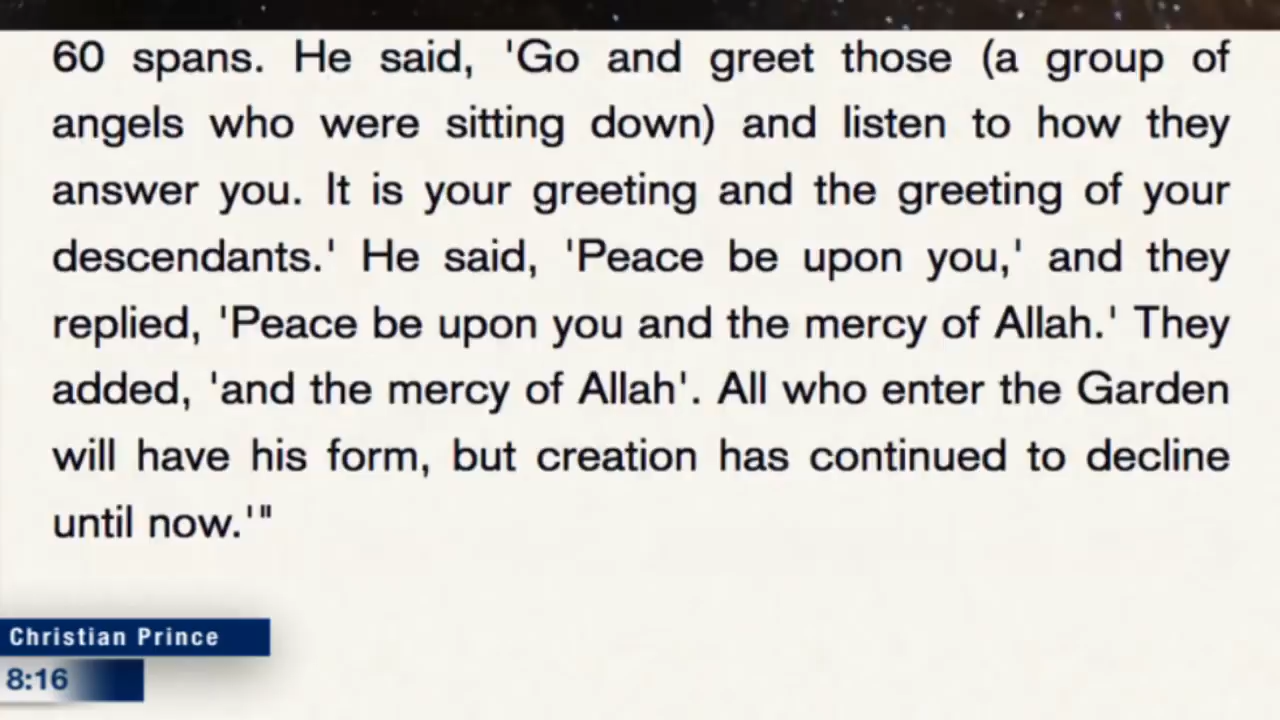 60 spans. He said, 'Go and greet those (a group of
angels who were sitting down) and listen to how they
answer you. It is your greeting and the greeting of your
descendants.' He said, 'Peace be upon you,' and they
replied, 'Peace be upon you and the mercy of Allah.' They
added, 'and the mercy of Allah'. All who enter the Garden
will have his form, but creation has continued to decline
until now.'"
Christian Prince
8:16